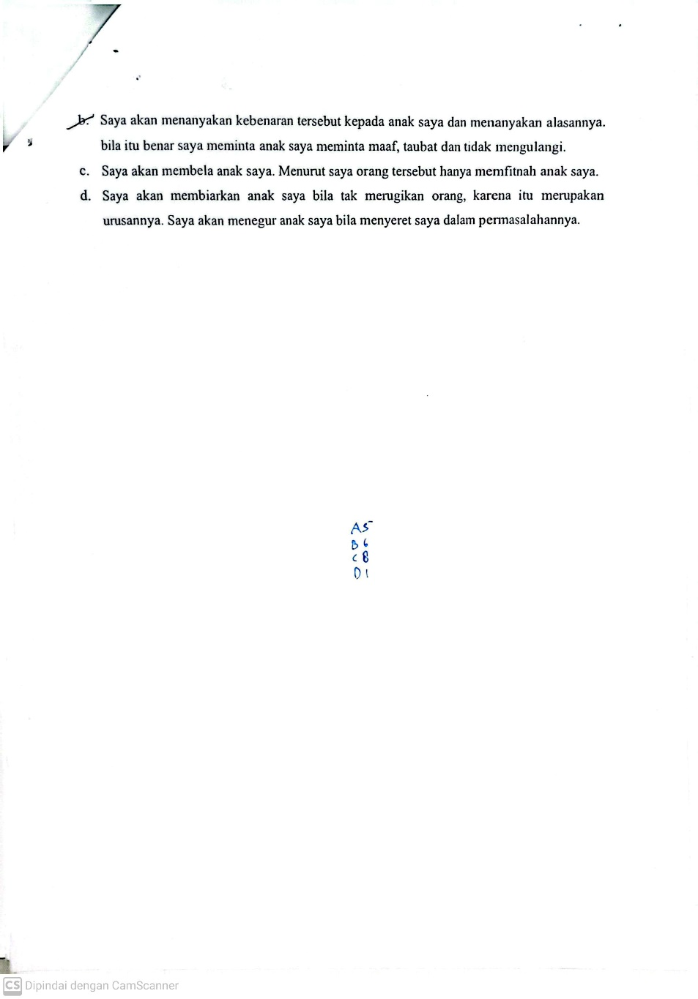 b. Saya akan menanyakan kebenaran tersebut kepada anak saya dan menanyakan alasannya.
bila itu benar saya meminta anak saya meminta maaf, taubat dan tidak mengulangi.
c. Saya akan membela anak saya. Menurut saya orang tersebut hanya memfitnah anak saya.
d. Saya akan membiarkan anak saya bila tak merugikan orang, karena itu merupakan
urusannya. Saya akan menegur anak saya bila menyeret saya dalam permasalahannya.
A5
B6
C8
D1
CS Dipindai dengan CamScanner